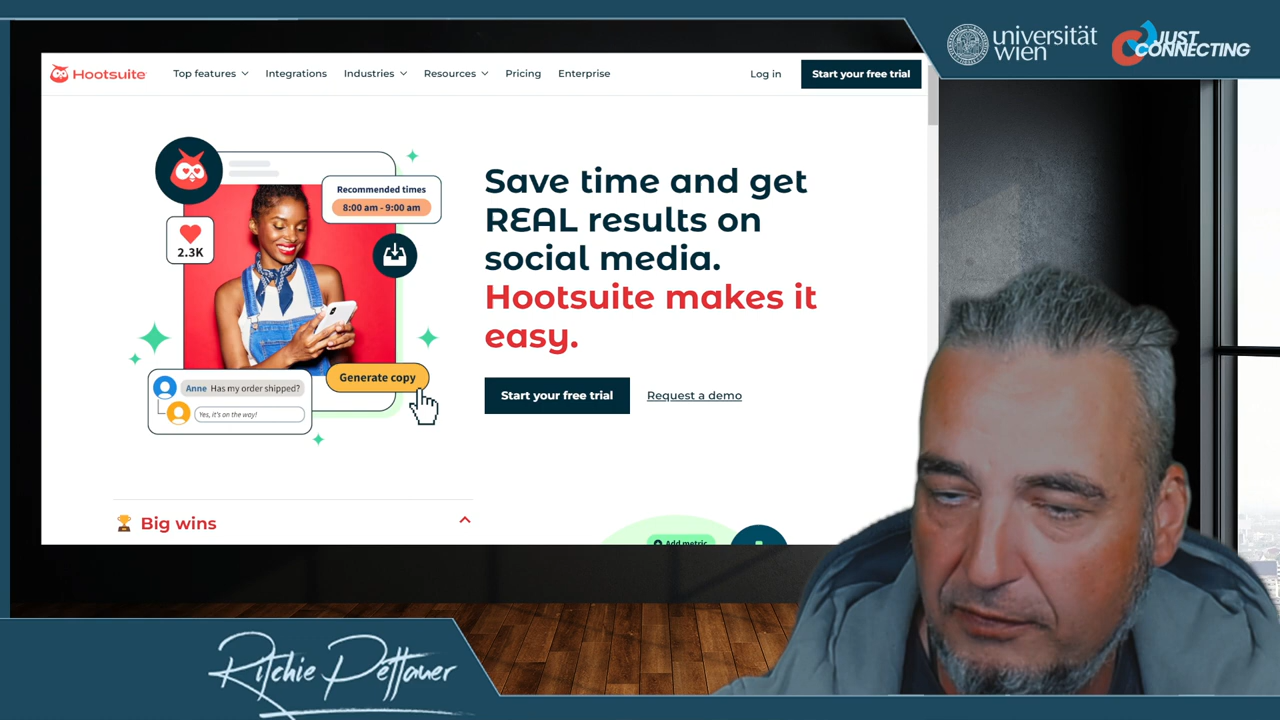 universität
wien
JUST
CONNECTING
Hootsuite
Top features
Integrations
Industries
Resources
Pricing
Enterprise
Log in
Start your free trial
Recommended times
8:00 am - 9:00 am
2.3K
Generate copy
Anne Has my order shipped?
Yes, it's on the way!
Save time and get
REAL results on
social media.
Hootsuite makes it
easy.
Start your free trial
Request a demo
Big wins
Add metric
Ritchie Pettauer